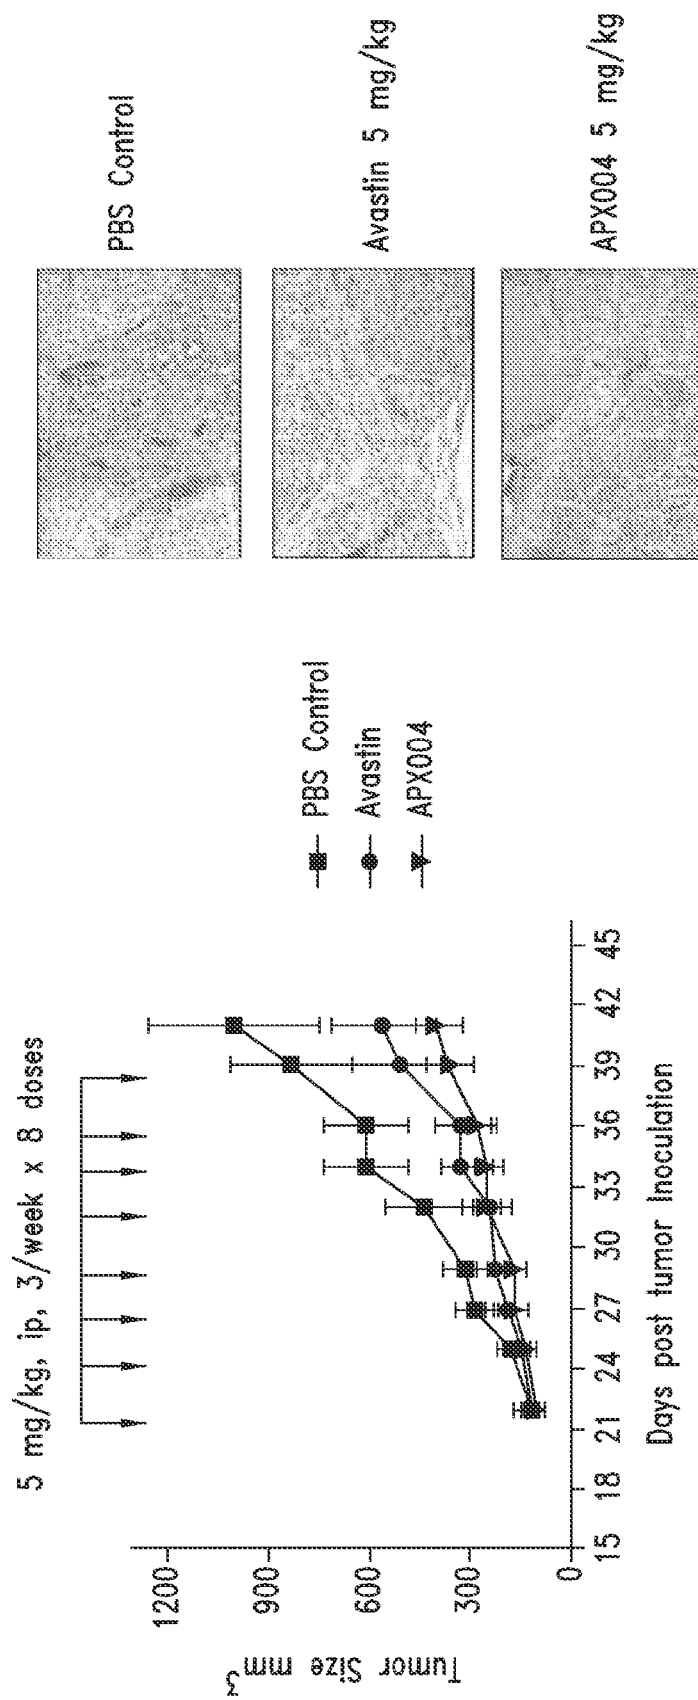 5 mg/kg, ip, 3/week x 8 doses
Tumor Size mm³
1200
900
600
300
0
15 18 21 24 27 30 33 36 39 42 45
Days post tumor Inoculation
PBS Control
Avastin
APX004
PBS Control
Avastin 5 mg/kg
APX004 5 mg/kg